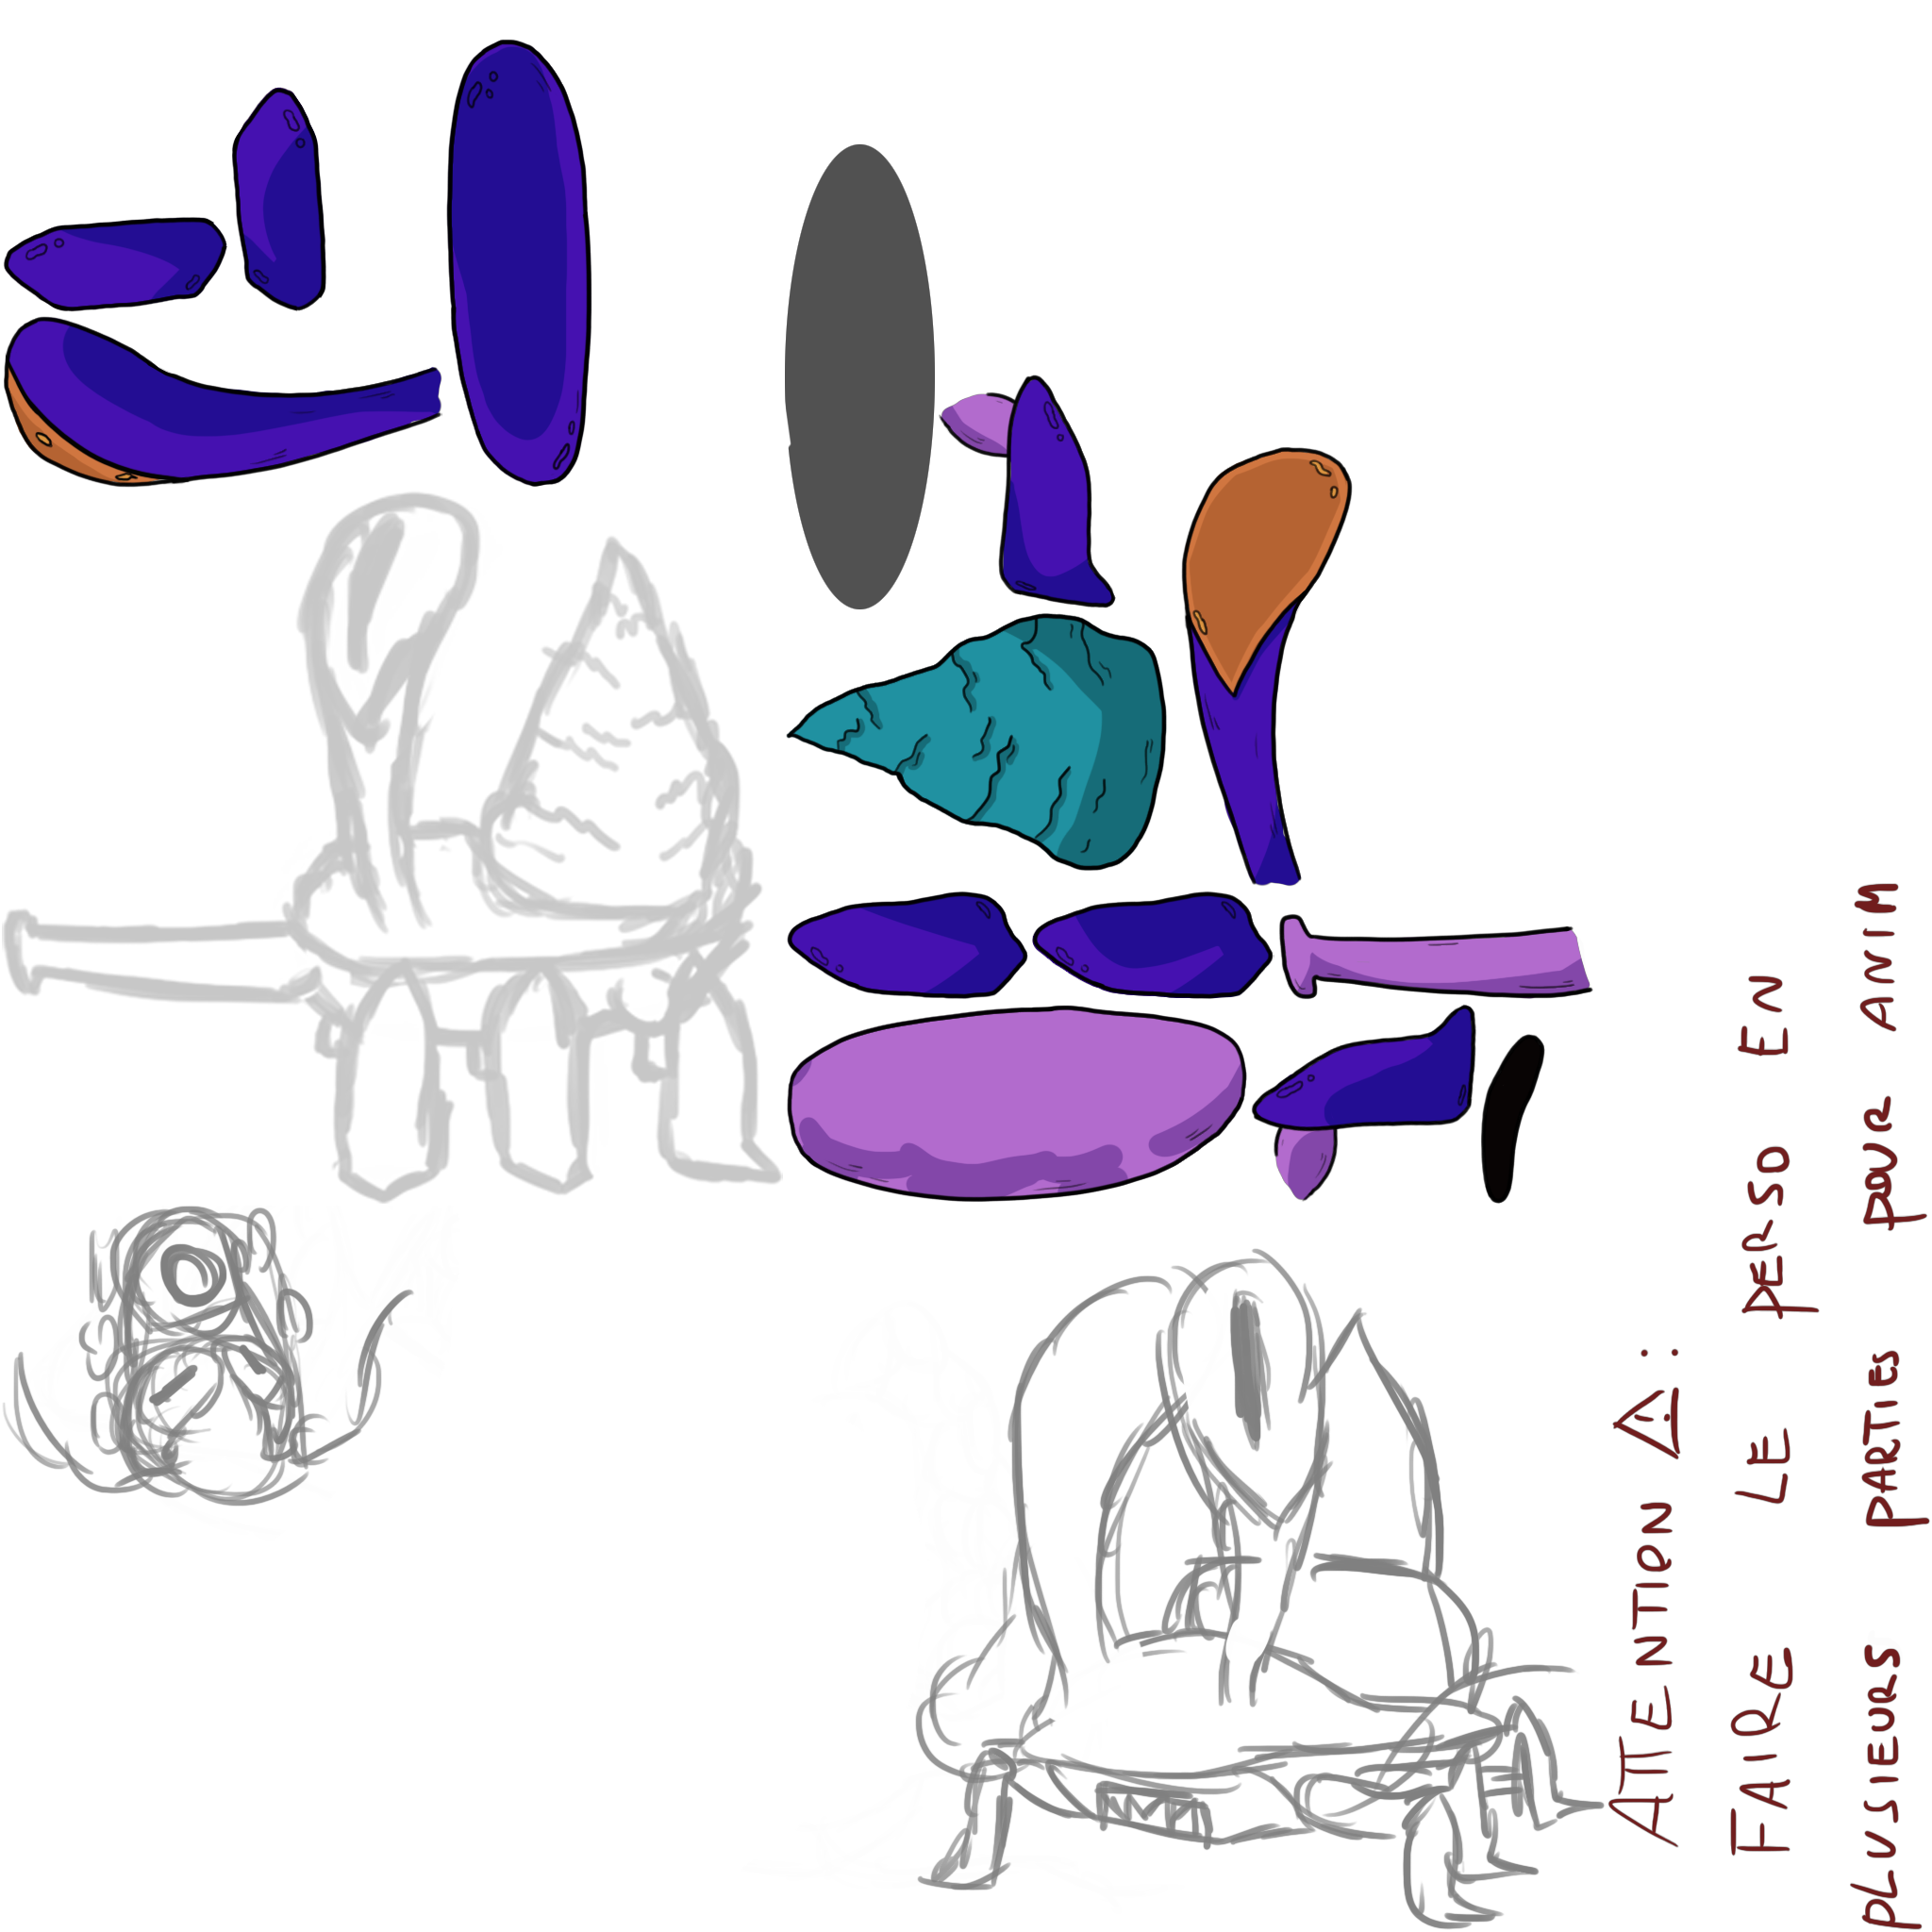 ATTENTION À :
FAIRE LE PERSO EN
PLUSIEURS PARTIES POUR ANIM